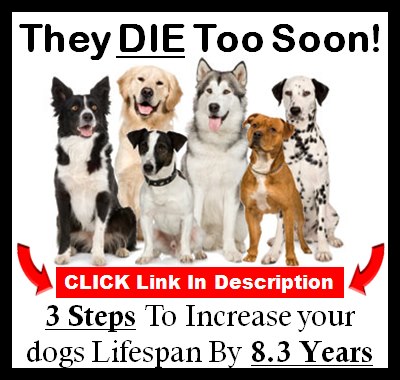 They DIE Too Soon!
CLICK Link In Description
3 Steps To Increase your
dogs Lifespan By 8.3 Years